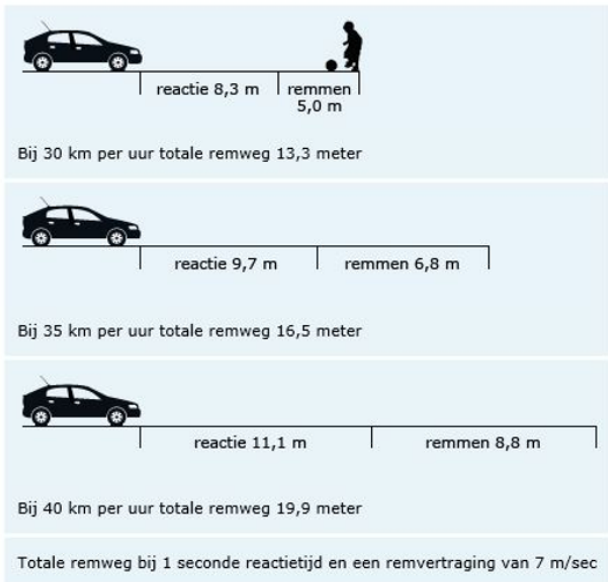 reactie 8,3 m remmen
5,0 m
Bij 30 km per uur totale remweg 13,3 meter
reactie 9,7 m remmen 6,8 m
Bij 35 km per uur totale remweg 16,5 meter
reactie 11,1 m remmen 8,8 m
Bij 40 km per uur totale remweg 19,9 meter
Totale remweg bij 1 seconde reactietijd en een remvertraging van 7 m/sec